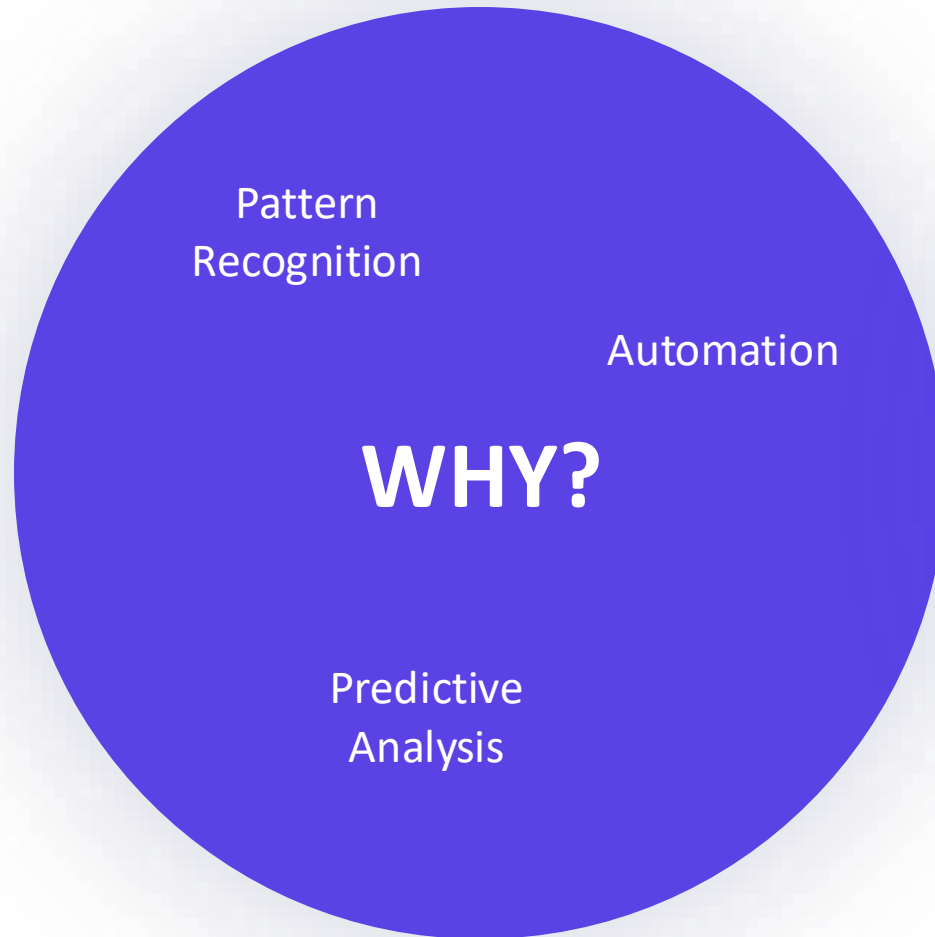 Pattern
Recognition
Automation
WHY?
Predictive
Analysis